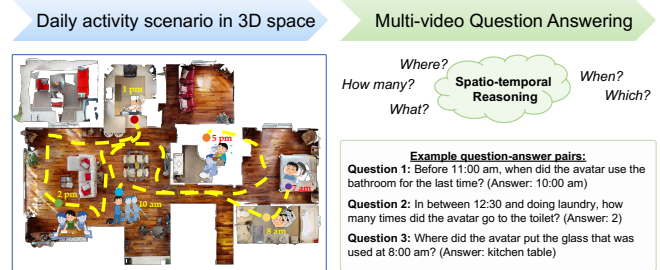 Daily activity scenario in 3D space
Multi-video Question Answering
1 pm
5 pm
am
2 pm
10 am
8 am
Where?
How many?
What?
Spatio-temporal
Reasoning
When?
Which?
Example question-answer pairs:
Question 1: Before 11:00 am, when did the avatar use the
bathroom for the last time? (Answer: 10:00 am)
Question 2: In between 12:30 and doing laundry, how
many times did the avatar go to the toilet? (Answer: 2)
Question 3: Where did the avatar put the glass that was
used at 8:00 am? (Answer: kitchen table)